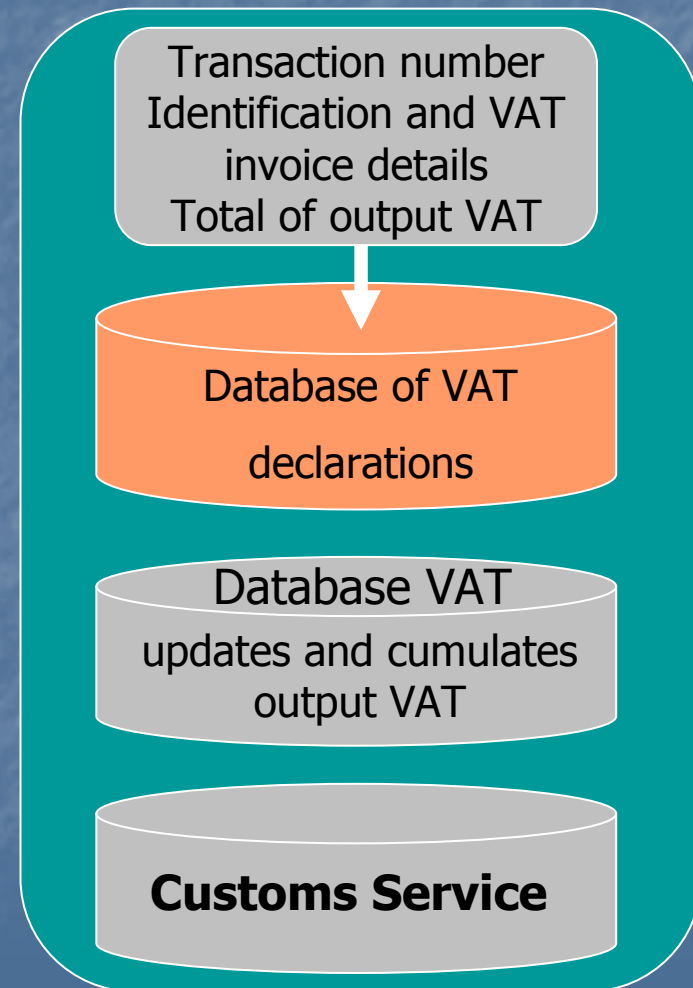 Transaction number
Identification and VAT
invoice details
Total of output VAT
Database of VAT
declarations
Database VAT
updates and cumulates
output VAT
Customs Service